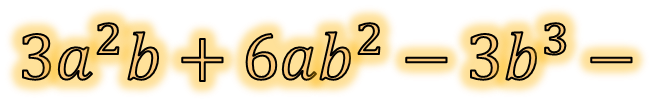 3a²b + 6ab² − 3b³ −